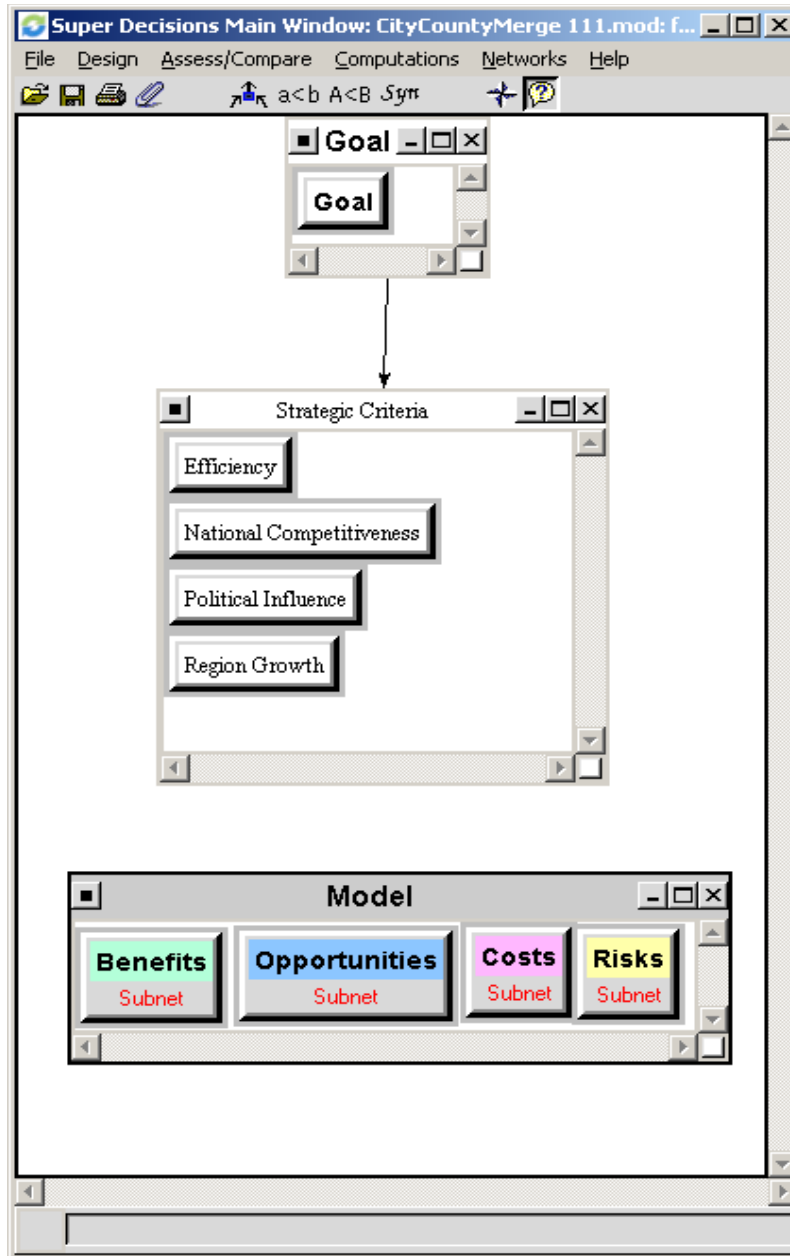 Super Decisions Main Window: CityCountyMerge 111.mod: f...
File Design Assess/Compare Computations Networks Help
a<b A<B Syn
Goal
Goal
Strategic Criteria
Efficiency
National Competitiveness
Political Influence
Region Growth
Model
Benefits Opportunities Costs Risks
Subnet Subnet Subnet Subnet